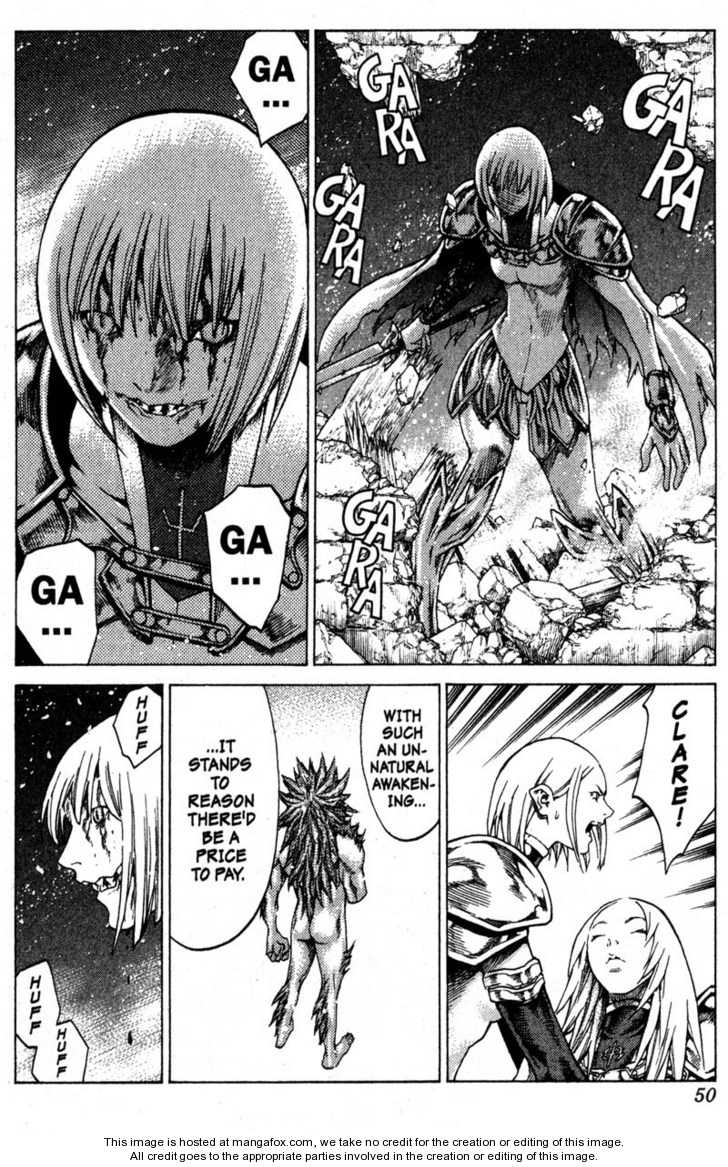 GA
RA
GA
RA
GA
RA
GA
RA
GA
...
GA
...
GA
...
CLARE!
WITH
SUCH
AN UN-
NATURAL
AWAKEN-
ING...
...IT
STANDS
TO
REASON
THERE'D
BE A
PRICE
TO PAY.
HUFF
HUFF
HUFF
50
This image is hosted at mangafox.com, we take no credit for the creation or editing of this image.
All credit goes to the appropriate parties involved in the creation or editing of this image.